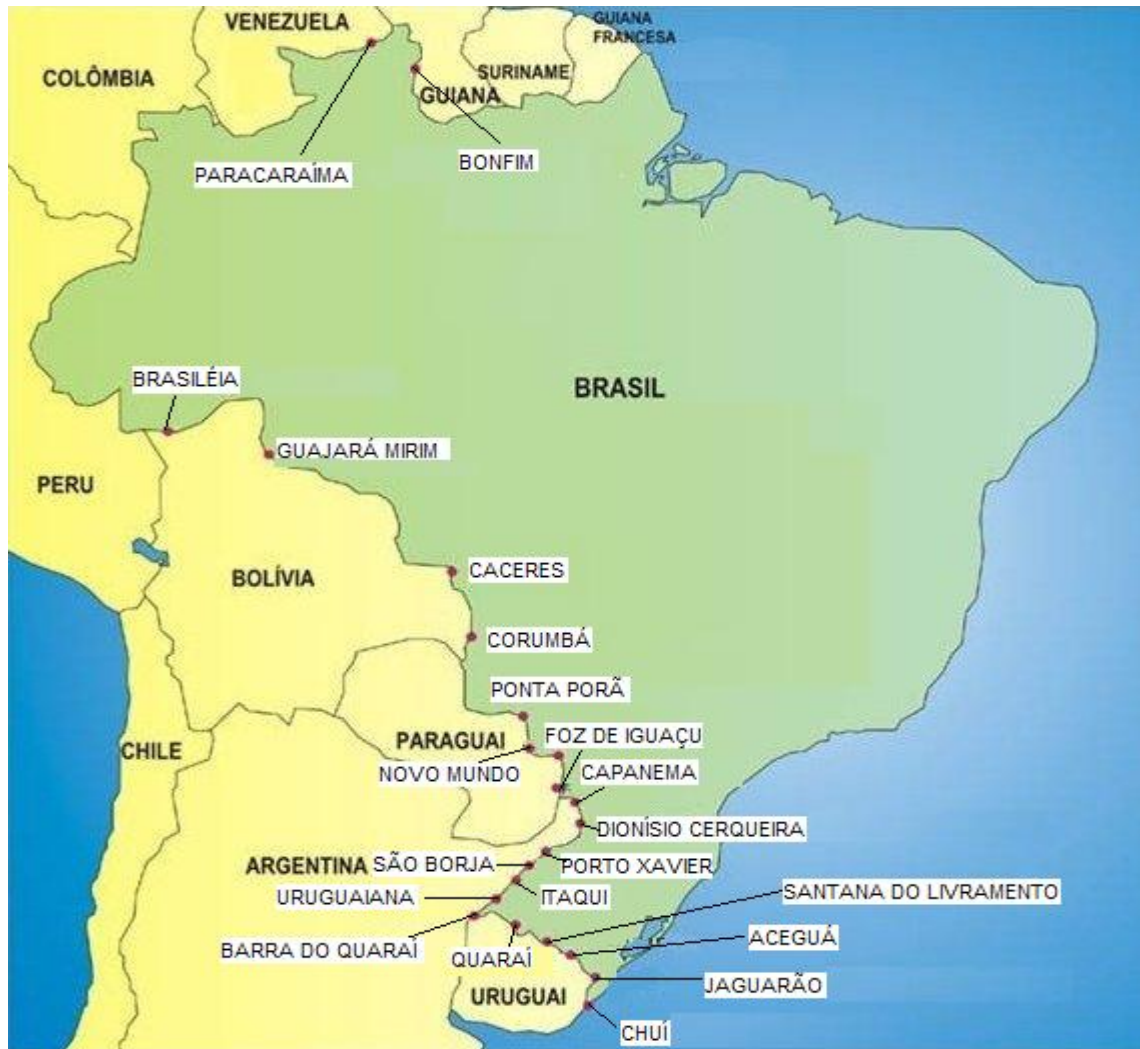 VENEZUELA
GUIANA
FRANCESA
COLÔMBIA
SURINAME
GUIANA
BONFIM
PARACARAÍMA
BRASILÉIA
BRASIL
GUAJARÁ MIRIM
PERU
CACERES
BOLÍVIA
CORUMBÁ
PONTA PORÃ
FOZ DE IGUAÇU
PARAGUAI
CHILE
NOVO MUNDO
CAPANEMA
DIONÍSIO CERQUEIRA
ARGENTINA
SÃO BORJA
PORTO XAVIER
SANTANA DO LIVRAMENTO
URUGUAIANA
ITAQUI
ACEGUÁ
BARRA DO QUARAÍ
QUARAÍ
JAGUARÃO
URUGUAI
CHUÍ